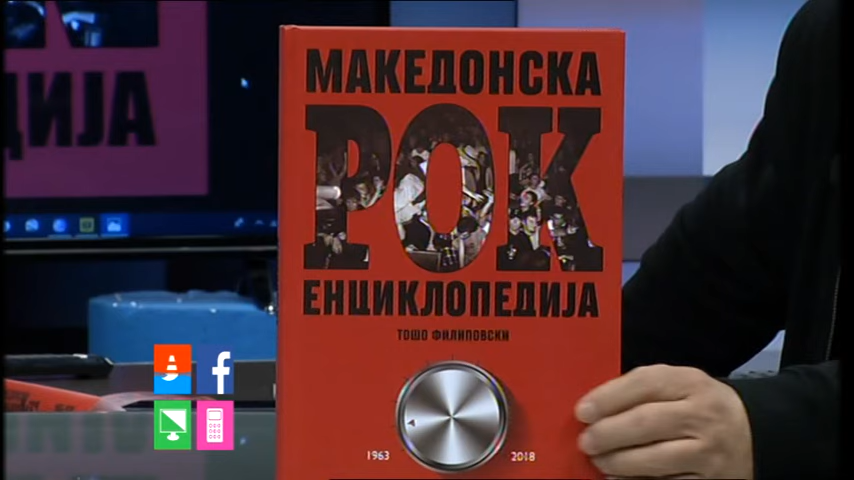 МАКЕДОНСКА
РОК
ЕНЦИКЛОПЕДИЈА
ТОШО ФИЛИПОВСКИ
1963
2018
ДИЈА
f